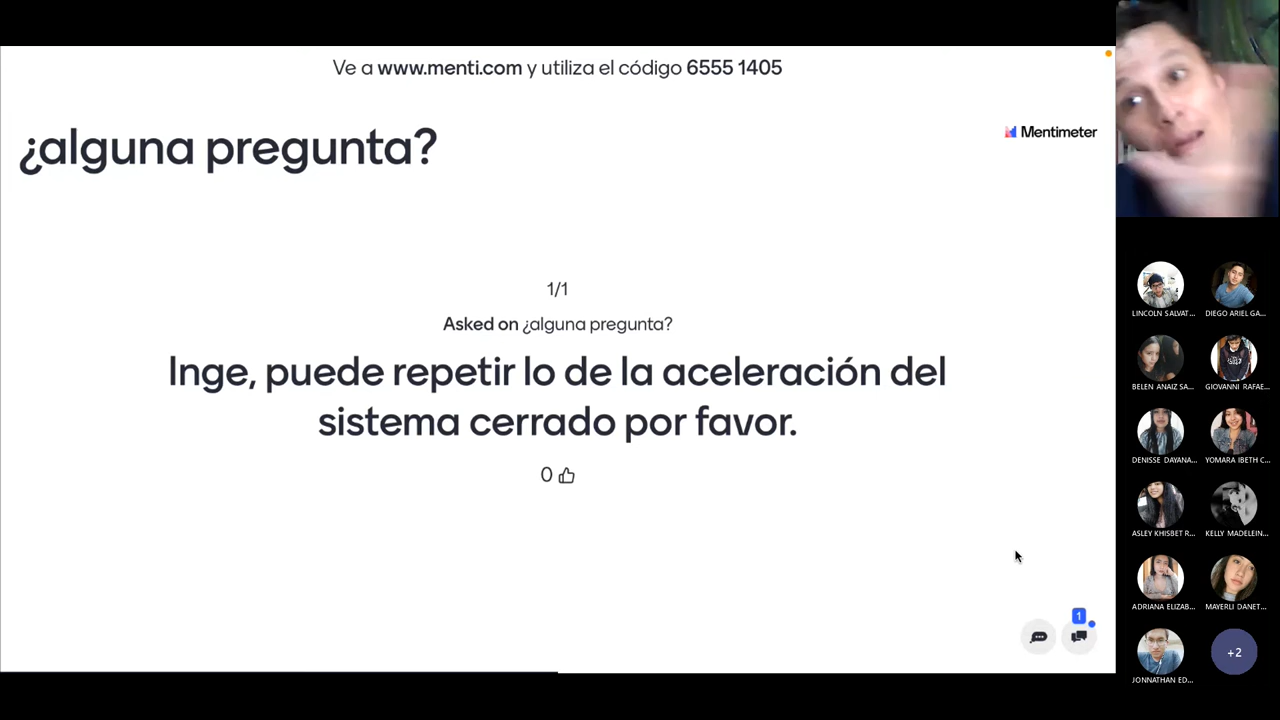 Ve a www.menti.com y utiliza el código 6555 1405
¿alguna pregunta?
Mentimeter
1/1
Asked on ¿alguna pregunta?
Inge, puede repetir lo de la aceleración del
sistema cerrado por favor.
0
1
LINCOLN SALVAT...
DIEGO ARIEL GA...
BELEN ANAIZ SA...
GIOVANNI RAFAE...
DENISSE DAYANA...
YOMARA IBETH C...
ASLEY KHISBET R...
KELLY MADELEIN...
ADRIANA ELIZAB...
MAYERLI DANET...
JONNATHAN ED...
+2